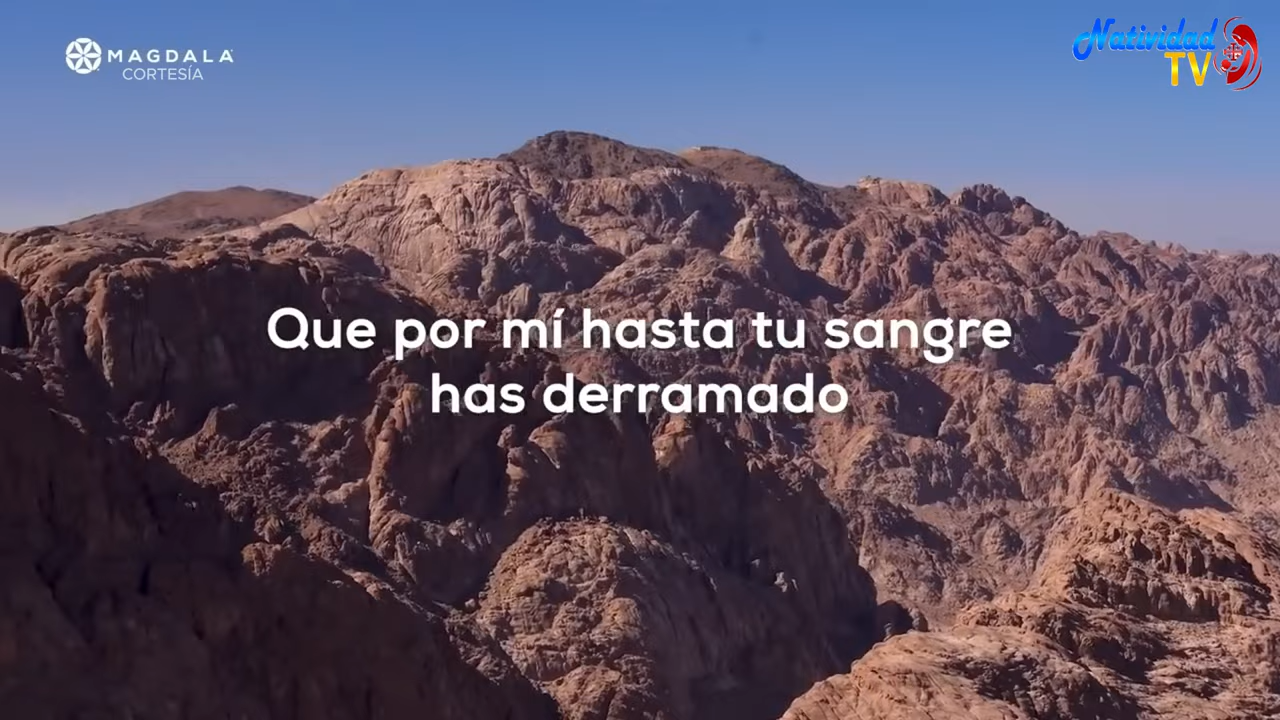 MAGDALA
CORTESÍA
Natividad
TV
Que por mí hasta tu sangre
has derramado